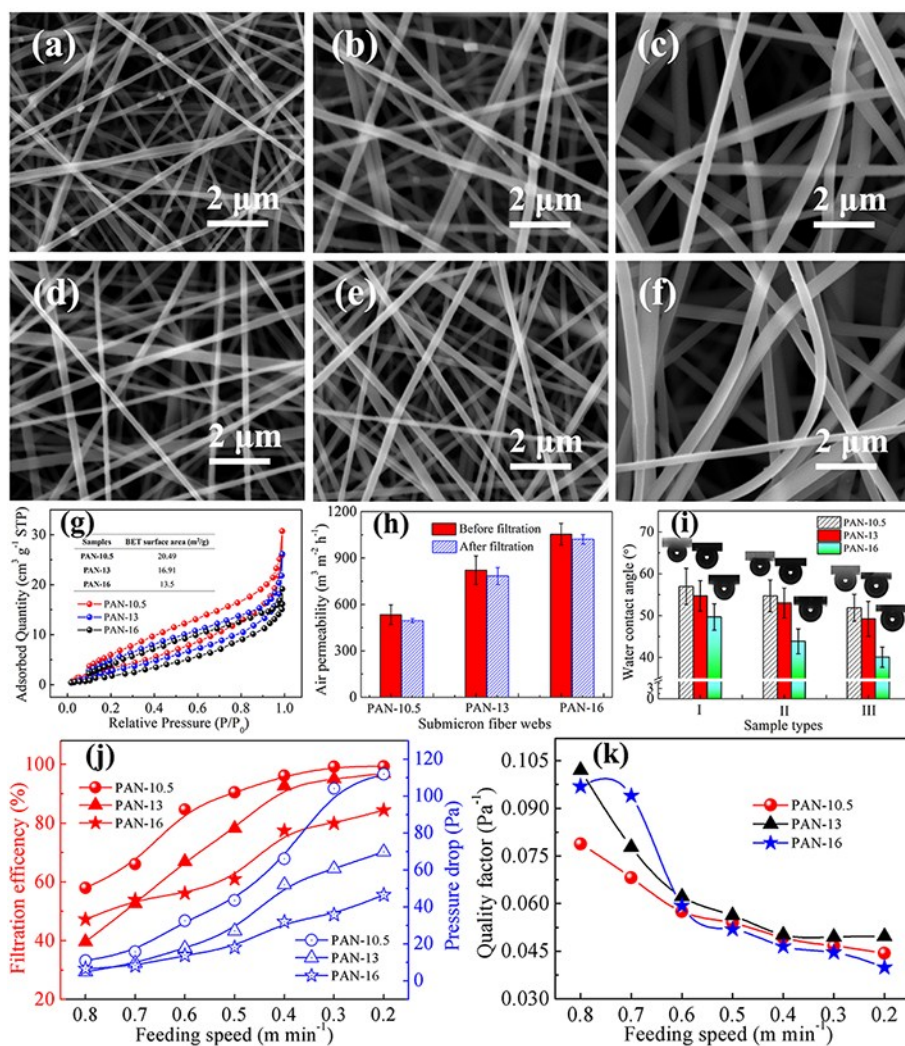 (a)
(b)
(c)
2 μm
2 μm
2 μm
(d)
(e)
(f)
2 μm
2 μm
2 μm
(g)
Adsorbed Quantity (cm³ g⁻¹ STP)
30
20
10
0
Samples BET surface area (m²/g)
PAN-10.5 20.49
PAN-13 16.91
PAN-16 13.5
PAN-10.5
PAN-13
PAN-16
0.0 0.2 0.4 0.6 0.8 1.0
Relative Pressure (P/P₀)
(h)
Air permeability (m³ m⁻² h⁻¹)
1200
900
600
300
0
Before filtration
After filtration
PAN-10.5 PAN-13 PAN-16
Submicron fiber webs
(i)
Water contact angle (°)
70
60
50
40
3
0
PAN-10.5
PAN-13
PAN-16
I II III
Sample types
(j)
Filtration efficency (%)
100
80
60
40
20
PAN-10.5
PAN-13
PAN-16
PAN-10.5
PAN-13
PAN-16
120
100
80
60
40
20
0
Pressure drop (Pa)
0.8 0.7 0.6 0.5 0.4 0.3 0.2
Feeding speed (m min⁻¹)
(k)
Quality factor (Pa⁻¹)
0.105
0.090
0.075
0.060
0.045
0.030
PAN-10.5
PAN-13
PAN-16
0.8 0.7 0.6 0.5 0.4 0.3 0.2
Feeding speed (m min⁻¹)